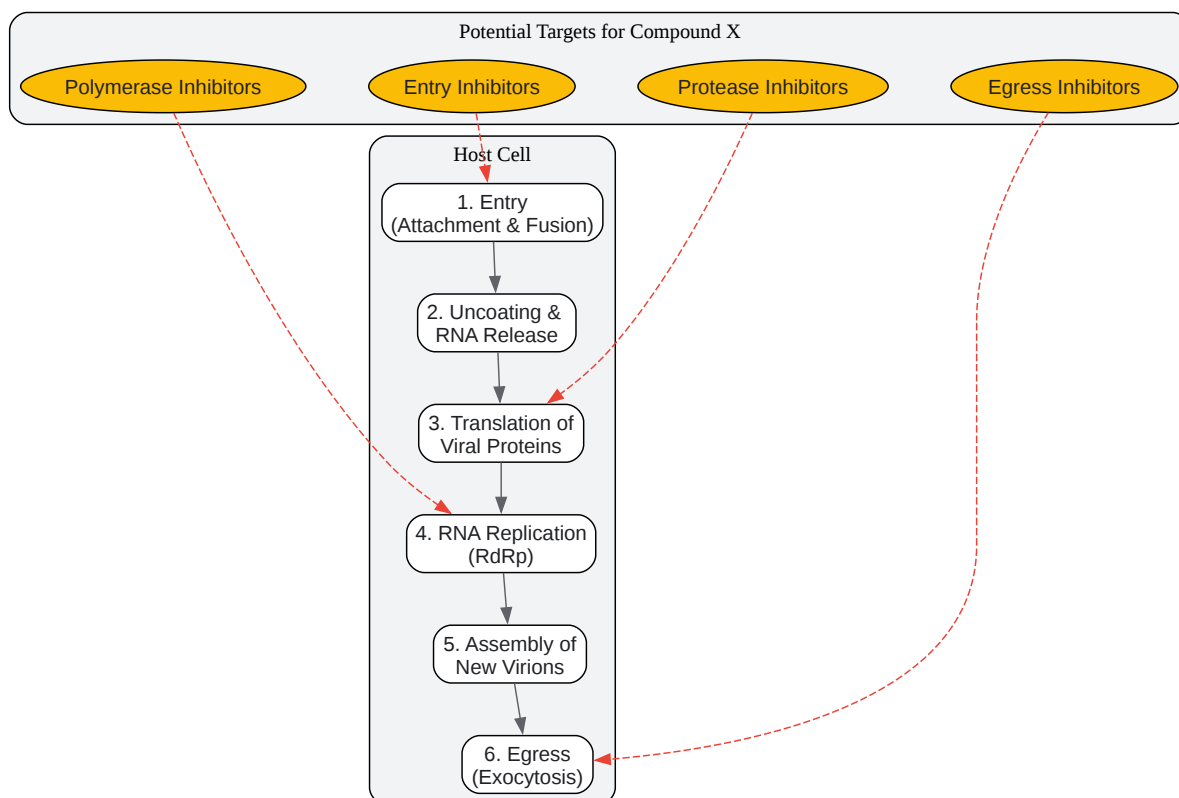 Potential Targets for Compound X
Polymerase Inhibitors
Entry Inhibitors
Protease Inhibitors
Egress Inhibitors
Host Cell
1. Entry
(Attachment & Fusion)
2. Uncoating &
RNA Release
3. Translation of
Viral Proteins
4. RNA Replication
(RdRp)
5. Assembly of
New Virions
6. Egress
(Exocytosis)